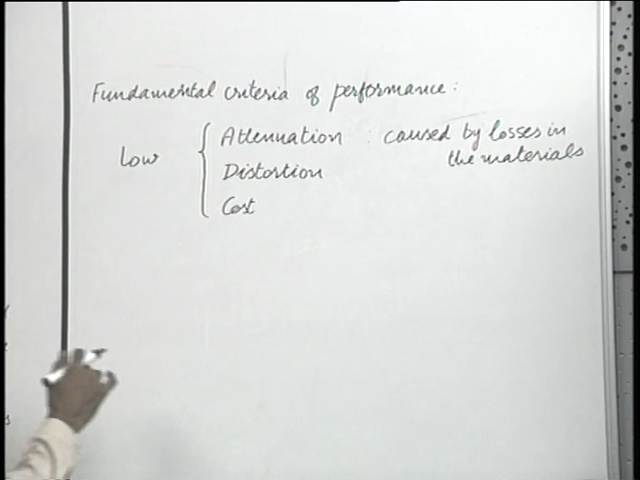 Fundamental criteria of performance :
Low { Attenuation : caused by losses in
the materials
Distortion
Cost